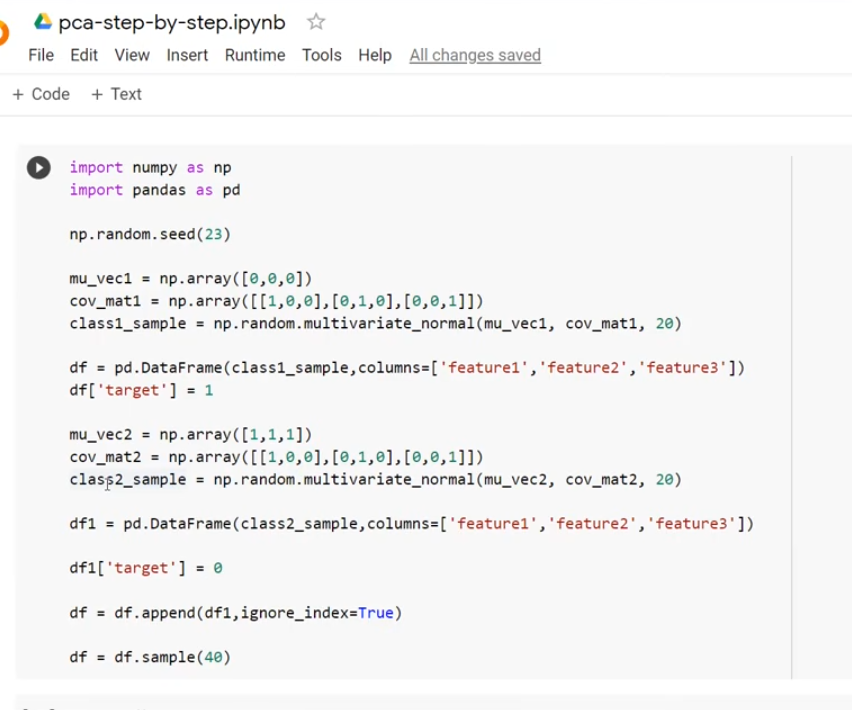 pca-step-by-step.ipynb
File Edit View Insert Runtime Tools Help All changes saved
+ Code + Text
import numpy as np
import pandas as pd
np.random.seed(23)
mu_vec1 = np.array([0,0,0])
cov_mat1 = np.array([[1,0,0],[0,1,0],[0,0,1]])
class1_sample = np.random.multivariate_normal(mu_vec1, cov_mat1, 20)
df = pd.DataFrame(class1_sample,columns=['feature1','feature2','feature3'])
df['target'] = 1
mu_vec2 = np.array([1,1,1])
cov_mat2 = np.array([[1,0,0],[0,1,0],[0,0,1]])
class2_sample = np.random.multivariate_normal(mu_vec2, cov_mat2, 20)
df1 = pd.DataFrame(class2_sample,columns=['feature1','feature2','feature3'])
df1['target'] = 0
df = df.append(df1,ignore_index=True)
df = df.sample(40)